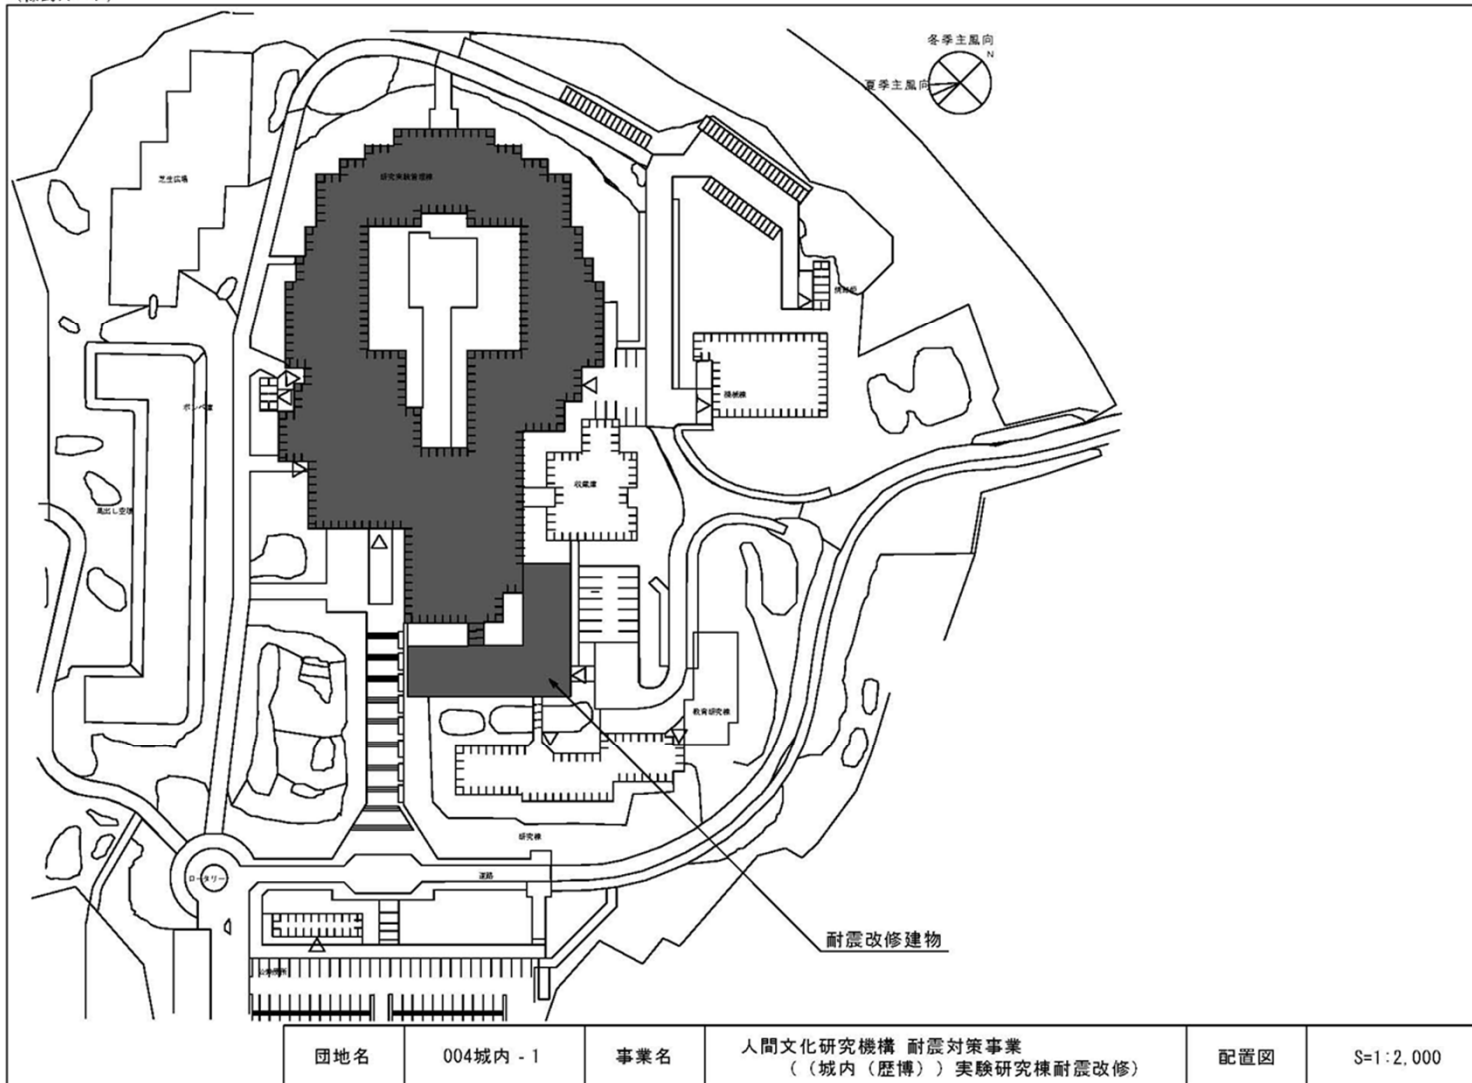 冬季主風向
N
夏季主風向
芝生広場
研究実験管理棟
ボンベ庫
機械棟
収蔵庫
風出し空堀
教育研究棟
研究棟
道路
ロータリー
耐震改修建物
団地名
004城内 - 1
事業名
人間文化研究機構 耐震対策事業
（（城内（歴博））実験研究棟耐震改修）
配置図
S=1:2,000